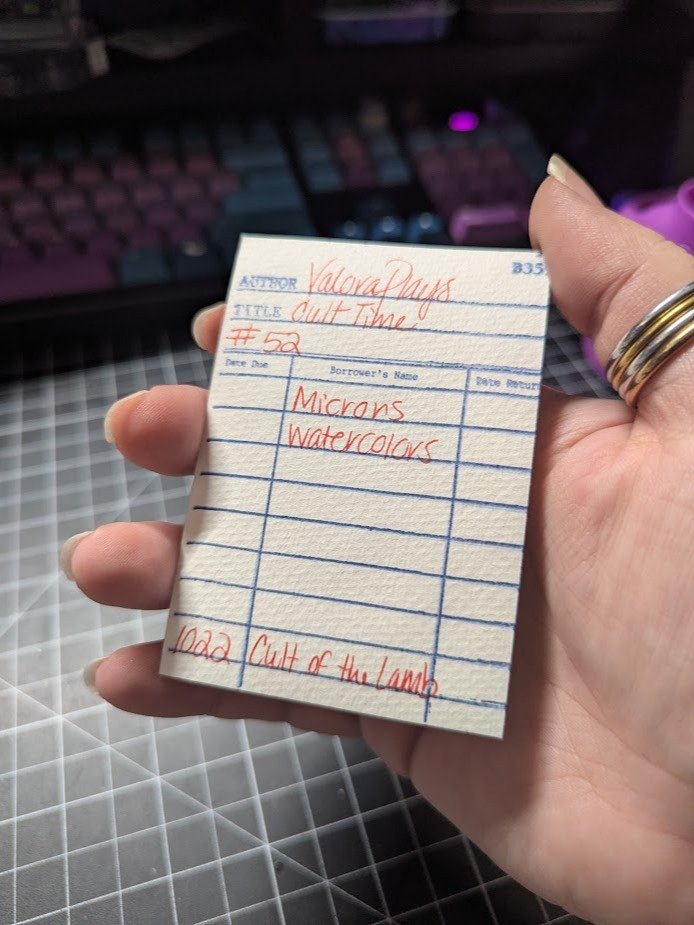 B35
AUTHOR ValoraPlays
TITLE Cult Time
#52
Date Due Borrower's Name Date Retur
Microns
Watercolors
1022 Cult of the Lamb